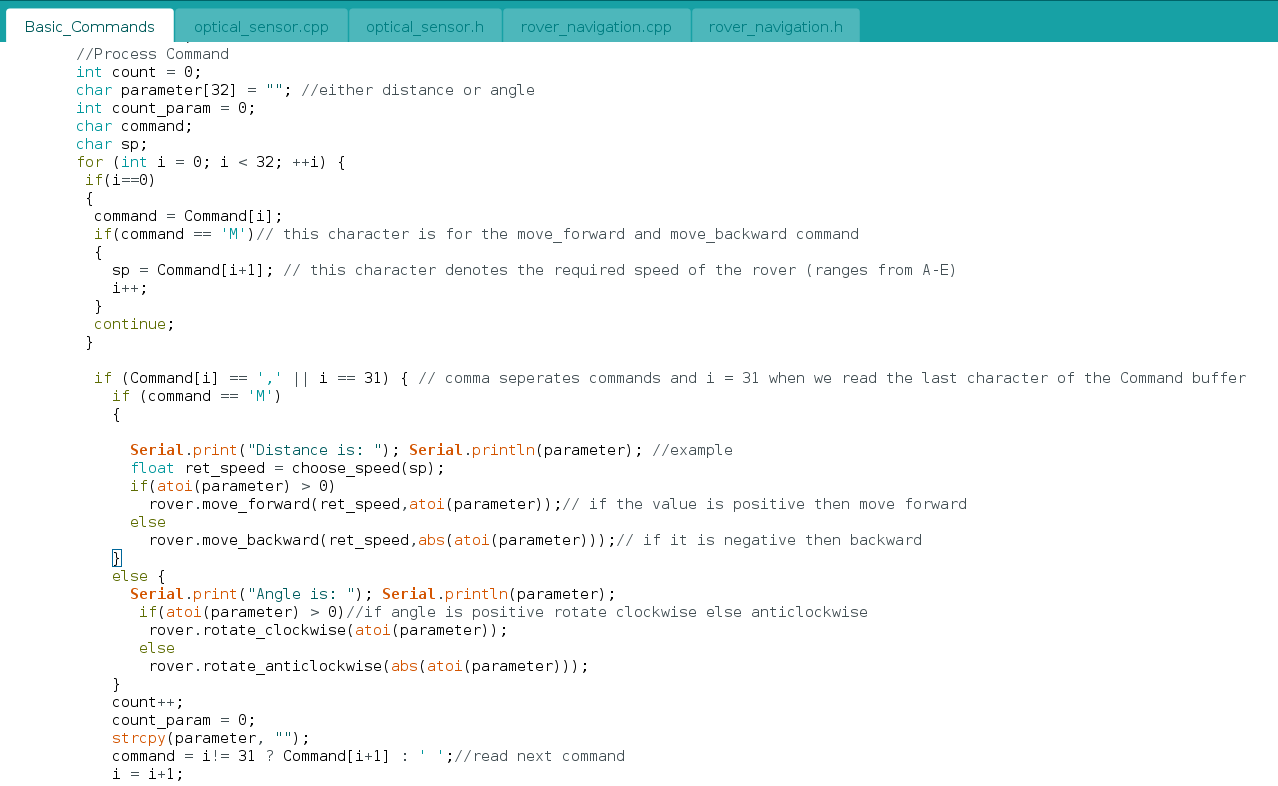 Basic_Commands optical_sensor.cpp optical_sensor.h rover_navigation.cpp rover_navigation.h
//Process Command
int count = 0;
char parameter[32] = ""; //either distance or angle
int count_param = 0;
char command;
char sp;
for (int i = 0; i < 32; ++i) {
if(i==0)
{
command = Command[i];
if(command == 'M')// this character is for the move_forward and move_backward command
{
sp = Command[i+1]; // this character denotes the required speed of the rover (ranges from A-E)
i++;
}
continue;
}
if (Command[i] == ',' || i == 31) { // comma seperates commands and i = 31 when we read the last character of the Command buffer
if (command == 'M')
{
Serial.print("Distance is: "); Serial.println(parameter); //example
float ret_speed = choose_speed(sp);
if(atoi(parameter) > 0)
rover.move_forward(ret_speed,atoi(parameter));// if the value is positive then move forward
else
rover.move_backward(ret_speed,abs(atoi(parameter)));// if it is negative then backward
}
else {
Serial.print("Angle is: "); Serial.println(parameter);
if(atoi(parameter) > 0)//if angle is positive rotate clockwise else anticlockwise
rover.rotate_clockwise(atoi(parameter));
else
rover.rotate_anticlockwise(abs(atoi(parameter)));
}
count++;
count_param = 0;
strcpy(parameter, "");
command = i!= 31 ? Command[i+1] : ' ';//read next command
i = i+1;